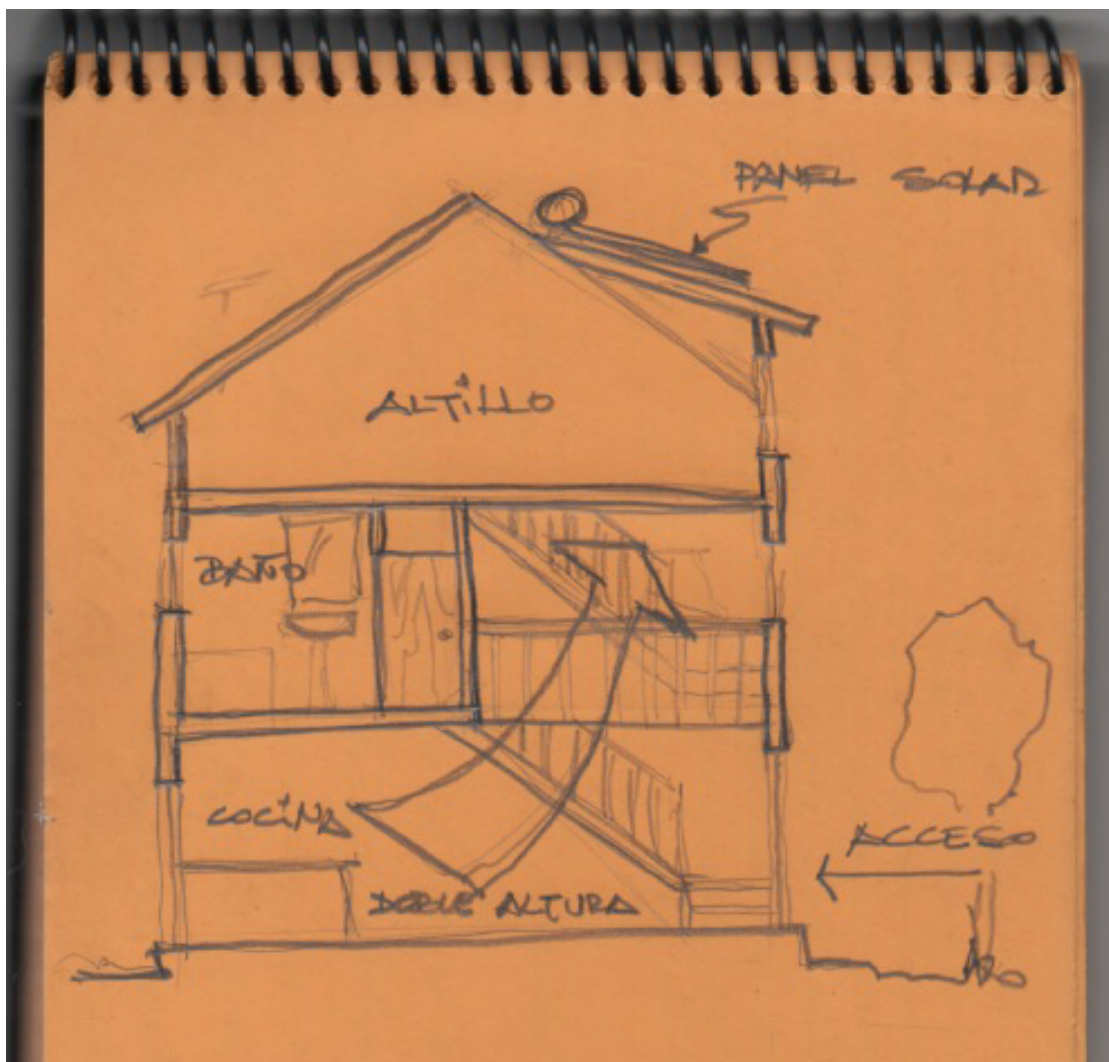 PANEL SOLAR
ALTILLO
BAÑO
COCINA
ACCESO
DOBLE ALTURA